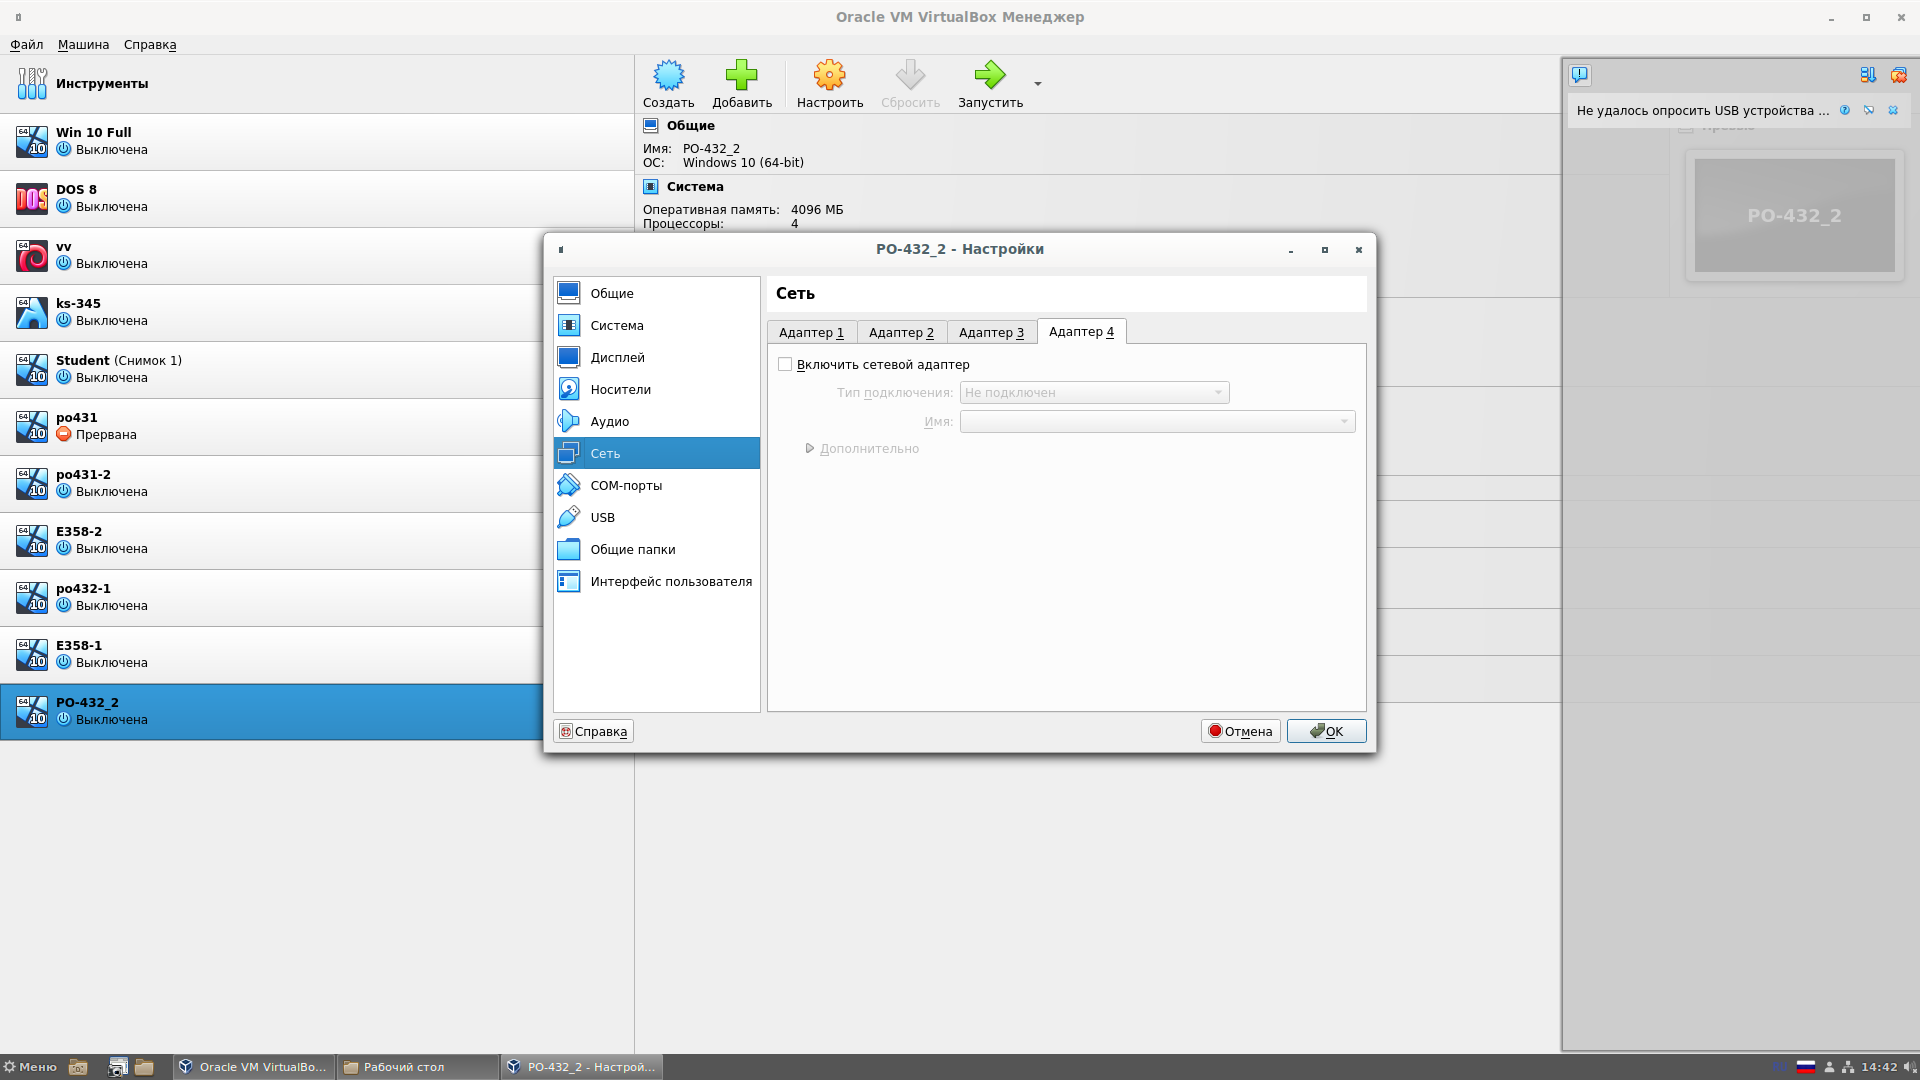 Oracle VM VirtualBox Менеджер
Файл Машина Справка
Инструменты
Создать Добавить Настроить Сбросить Запустить
Не удалось опросить USB устройства ...
Win 10 Full
Выключена
DOS 8
Выключена
vv
Выключена
ks-345
Выключена
Student (Снимок 1)
Выключена
po431
Прервана
po431-2
Выключена
E358-2
Выключена
po432-1
Выключена
E358-1
Выключена
PO-432_2
Выключена
Общие
Имя: PO-432_2
ОС: Windows 10 (64-bit)
Система
Оперативная память: 4096 МБ
Процессоры: 4
PO-432_2
PO-432_2 - Настройки
Общие
Система
Дисплей
Носители
Аудио
Сеть
COM-порты
USB
Общие папки
Интерфейс пользователя
Сеть
Адаптер 1 Адаптер 2 Адаптер 3 Адаптер 4
Включить сетевой адаптер
Тип подключения: Не подключен
Имя:
Дополнительно
Справка Отмена OK
Меню Oracle VM VirtualBo... Рабочий стол PO-432_2 - Настрой... 14:42